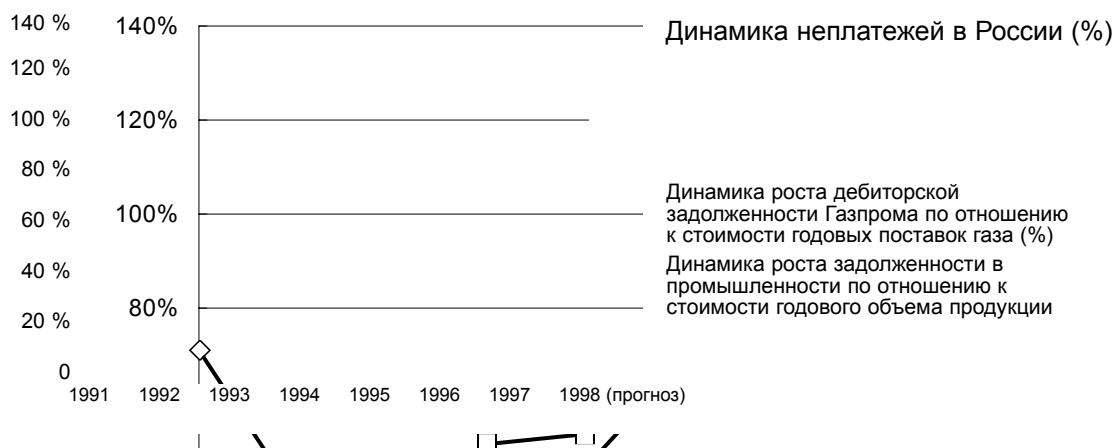 140 %
120 %
100 %
80 %
60 %
40 %
20 %
0
140%
120%
100%
80%
1991 1992 1993 1994 1995 1996 1997 1998 (прогноз)
Динамика неплатежей в России (%)
Динамика роста дебиторской
задолженности Газпрома по отношению
к стоимости годовых поставок газа (%)
Динамика роста задолженности в
промышленности по отношению к
стоимости годового объема продукции